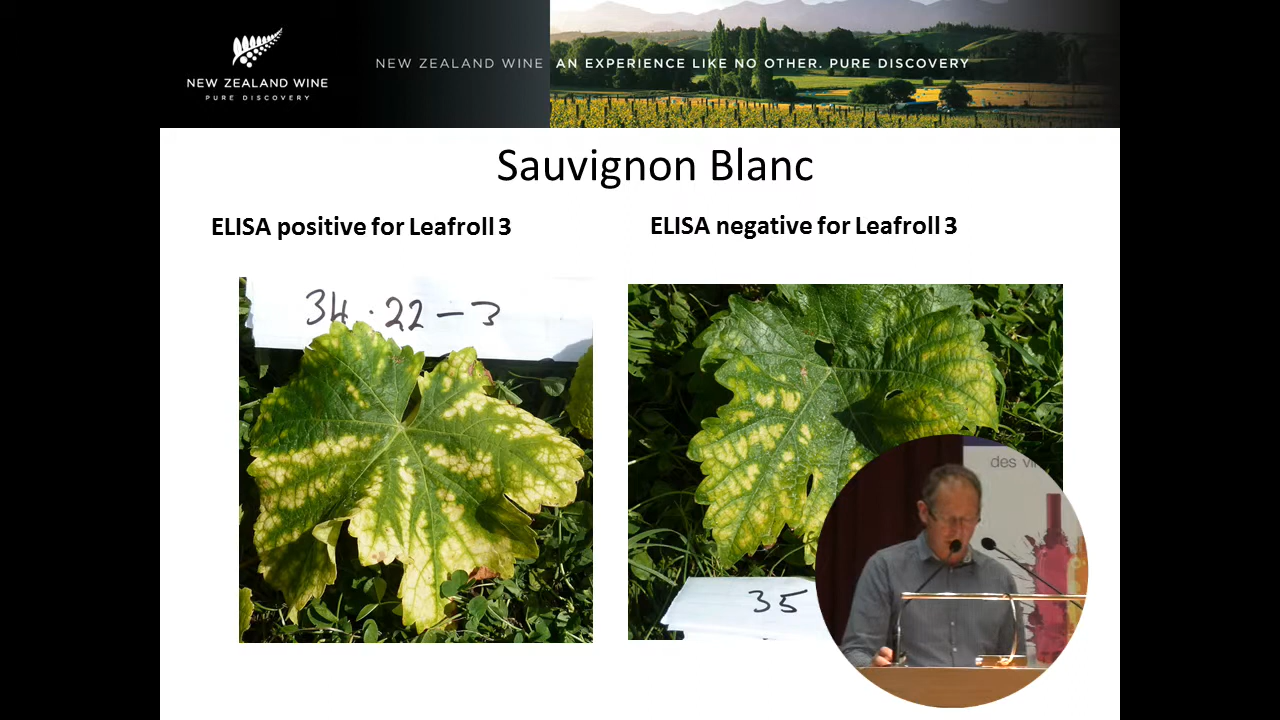 NEW ZEALAND WINE
PURE DISCOVERY
NEW ZEALAND WINE AN EXPERIENCE LIKE NO OTHER. PURE DISCOVERY
Sauvignon Blanc
ELISA positive for Leafroll 3
ELISA negative for Leafroll 3
34.22-3
35
des